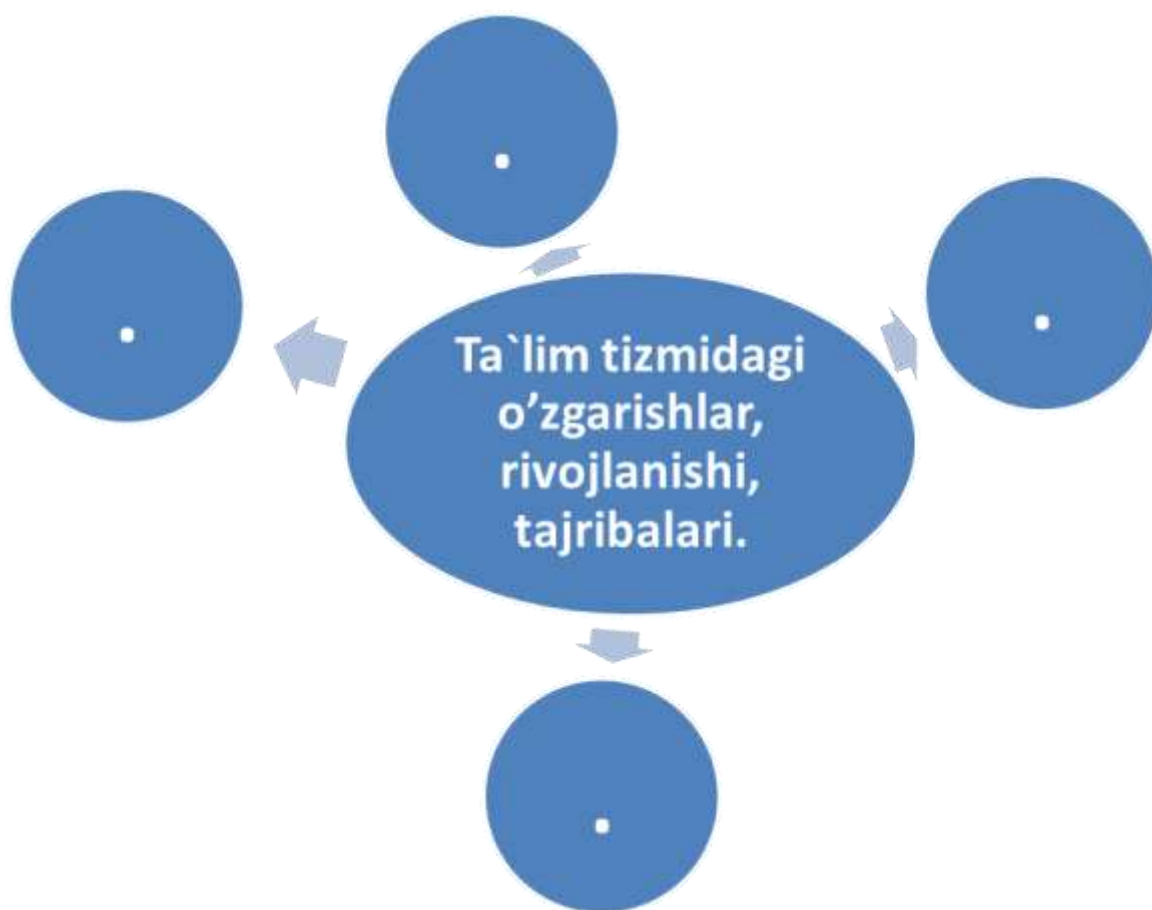 .
.
.
Ta`lim tizmidagi
o’zgarishlar,
rivojlanishi,
tajribalari.
.